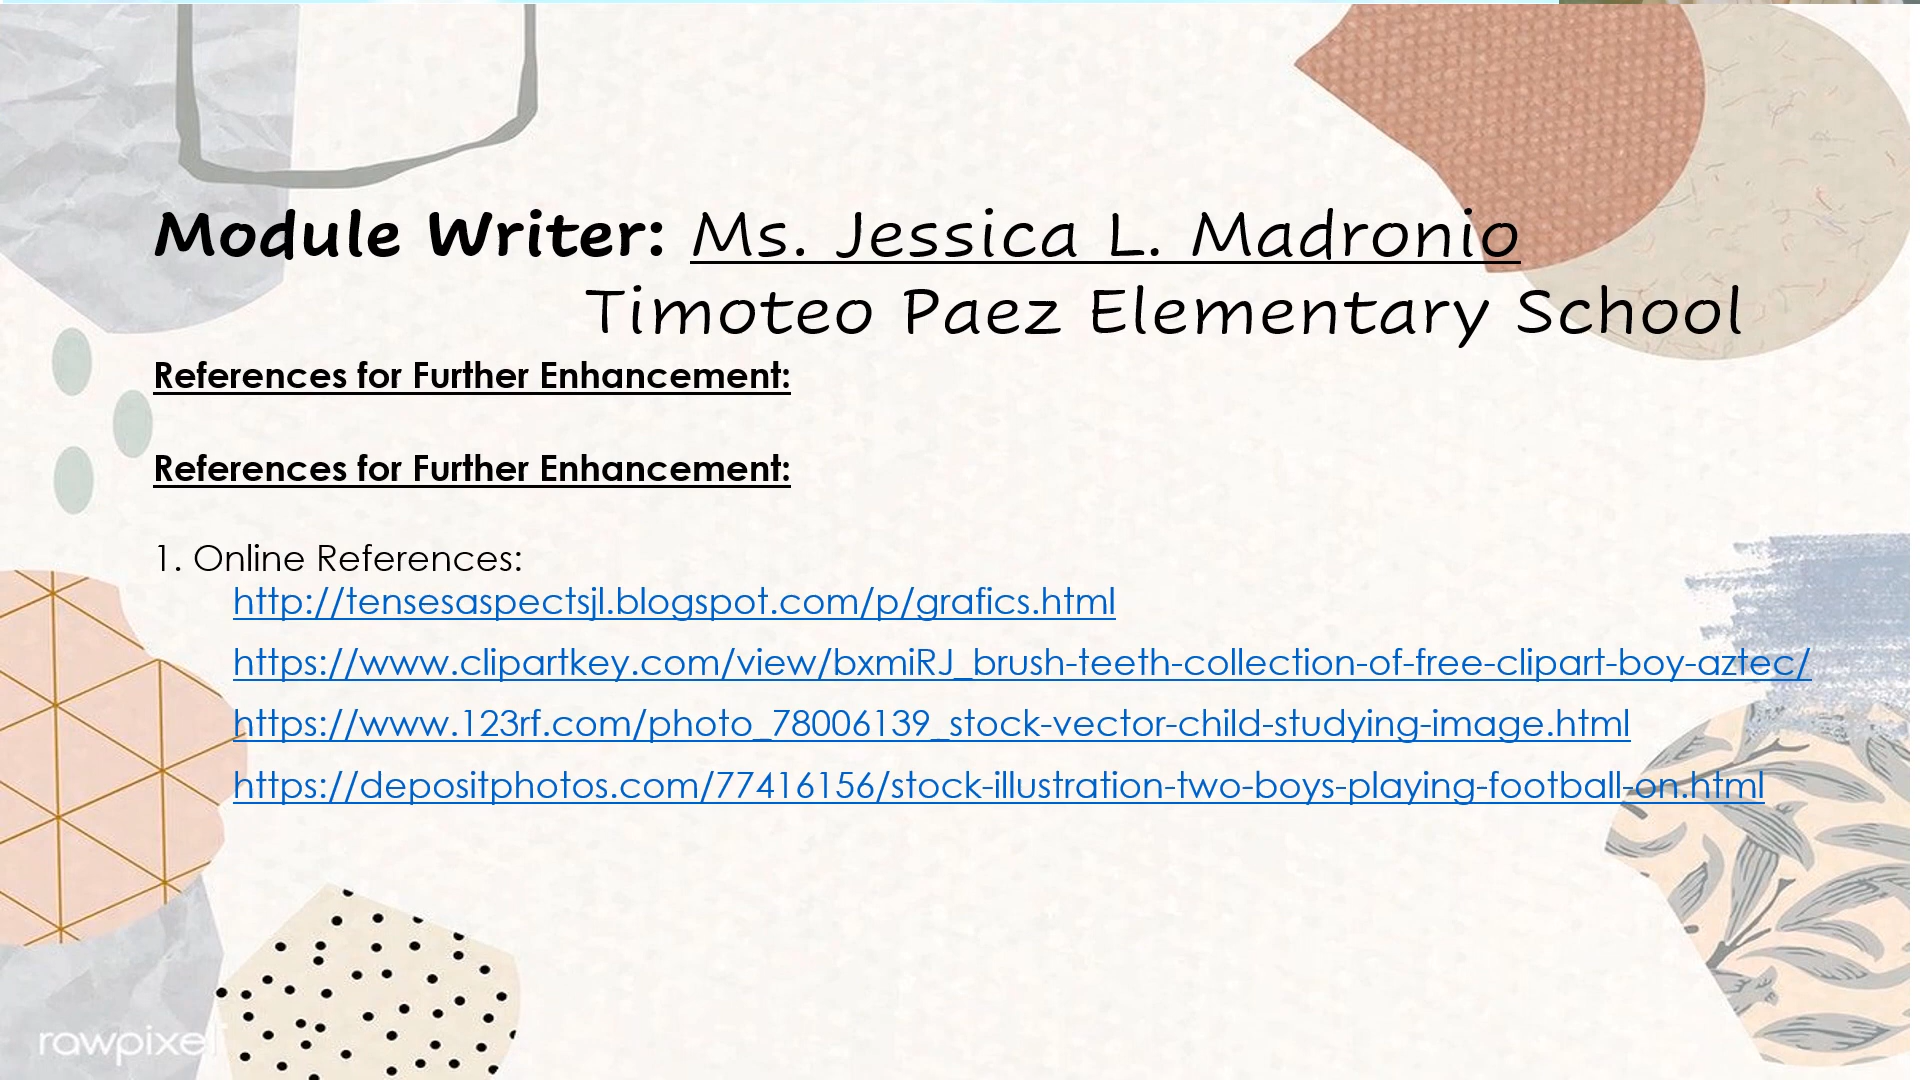 Module Writer: Ms. Jessica L. Madronio
Timoteo Paez Elementary School
References for Further Enhancement:
References for Further Enhancement:
1. Online References:
http://tensesaspectsjl.blogspot.com/p/grafics.html
https://www.clipartkey.com/view/bxmiRJ_brush-teeth-collection-of-free-clipart-boy-aztec/
https://www.123rf.com/photo_78006139_stock-vector-child-studying-image.html
https://depositphotos.com/77416156/stock-illustration-two-boys-playing-football-on.html
rawpixel